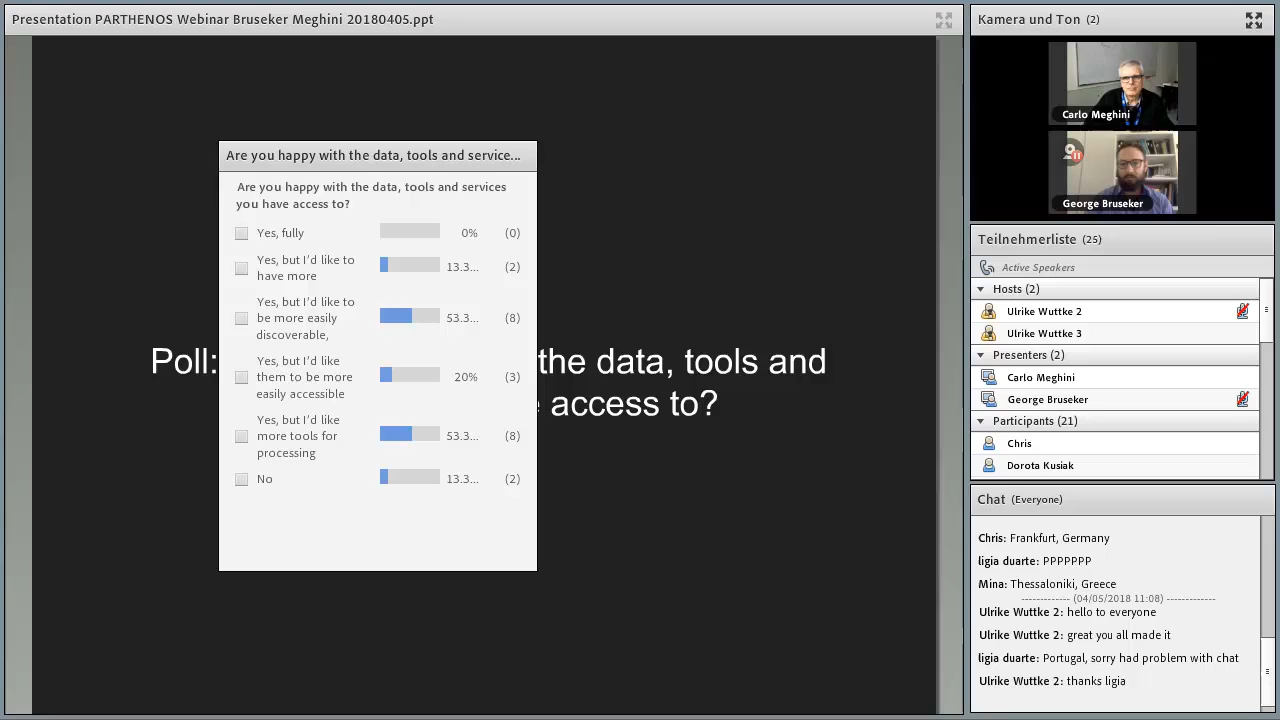 Presentation PARTHENOS Webinar Bruseker Meghini 20180405.ppt
Are you happy with the data, tools and service...
Are you happy with the data, tools and services
you have access to?
Yes, fully 0% (0)
Yes, but I'd like to
have more 13.3... (2)
Yes, but I'd like to
be more easily 53.3... (8)
discoverable,
Yes, but I'd like
them to be more 20% (3)
easily accessible
Yes, but I'd like
more tools for 53.3... (8)
processing
No 13.3... (2)
Poll: the data, tools and
access to?
Kamera und Ton (2)
Carlo Meghini
George Bruseker
Teilnehmerliste (25)
Active Speakers
Hosts (2)
Ulrike Wuttke 2
Ulrike Wuttke 3
Presenters (2)
Carlo Meghini
George Bruseker
Participants (21)
Chris
Dorota Kusiak
Chat (Everyone)
Chris: Frankfurt, Germany
ligia duarte: PPPPPPP
Mina: Thessaloniki, Greece
------------- (04/05/2018 11:08) -------------
Ulrike Wuttke 2: hello to everyone
Ulrike Wuttke 2: great you all made it
ligia duarte: Portugal, sorry had problem with chat
Ulrike Wuttke 2: thanks ligia